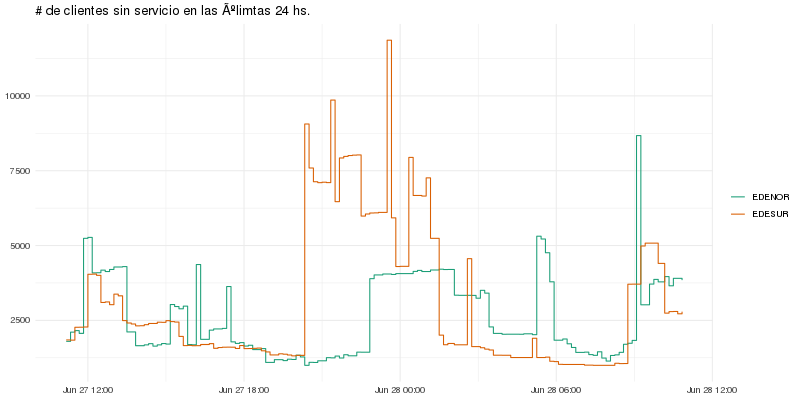 # de clientes sin servicio en las Ãºlimtas 24 hs.
10000
7500
5000
2500
EDENOR
EDESUR
Jun 27 12:00
Jun 27 18:00
Jun 28 00:00
Jun 28 06:00
Jun 28 12:00